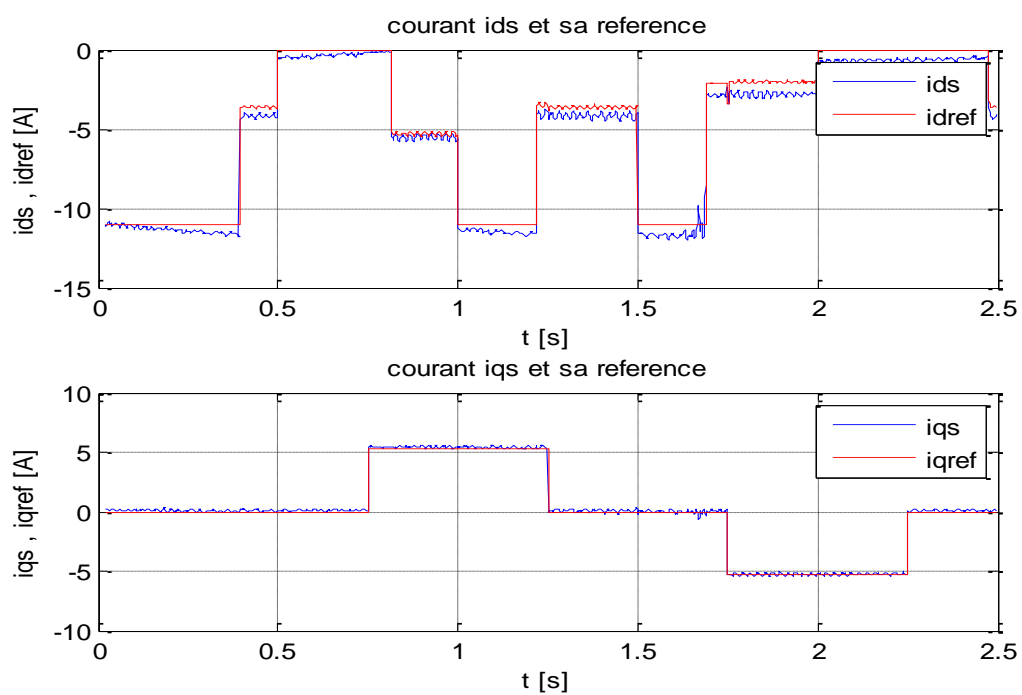 courant ids et sa reference
ids , idref [A]
0
-5
-10
-15
ids
idref
0 0.5 1 1.5 2 2.5
t [s]
courant iqs et sa reference
iqs , iqref [A]
10
5
0
-5
-10
iqs
iqref
0 0.5 1 1.5 2 2.5
t [s]